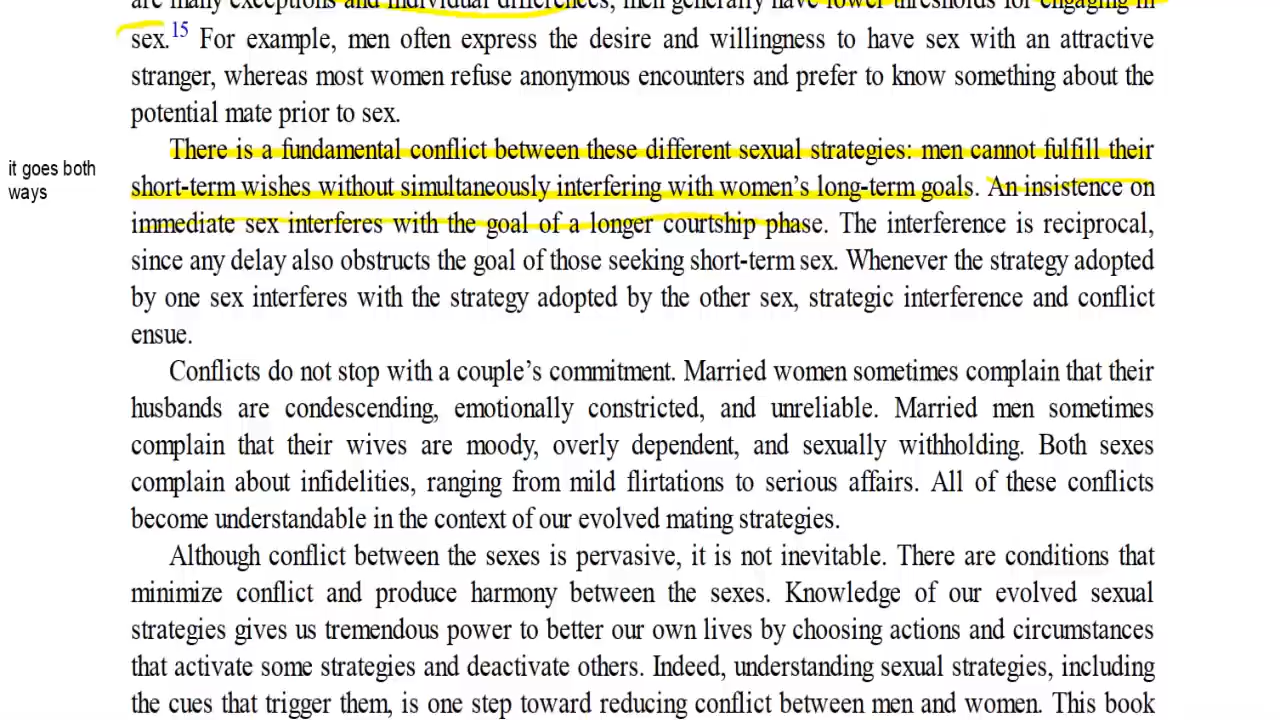 are many exceptions and individual differences, men generally have lower thresholds for engaging in
sex.15 For example, men often express the desire and willingness to have sex with an attractive
stranger, whereas most women refuse anonymous encounters and prefer to know something about the
potential mate prior to sex.
There is a fundamental conflict between these different sexual strategies: men cannot fulfill their
it goes both
ways
short-term wishes without simultaneously interfering with women's long-term goals. An insistence on
immediate sex interferes with the goal of a longer courtship phase. The interference is reciprocal,
since any delay also obstructs the goal of those seeking short-term sex. Whenever the strategy adopted
by one sex interferes with the strategy adopted by the other sex, strategic interference and conflict
ensue.
Conflicts do not stop with a couple's commitment. Married women sometimes complain that their
husbands are condescending, emotionally constricted, and unreliable. Married men sometimes
complain that their wives are moody, overly dependent, and sexually withholding. Both sexes
complain about infidelities, ranging from mild flirtations to serious affairs. All of these conflicts
become understandable in the context of our evolved mating strategies.
Although conflict between the sexes is pervasive, it is not inevitable. There are conditions that
minimize conflict and produce harmony between the sexes. Knowledge of our evolved sexual
strategies gives us tremendous power to better our own lives by choosing actions and circumstances
that activate some strategies and deactivate others. Indeed, understanding sexual strategies, including
the cues that trigger them, is one step toward reducing conflict between men and women. This book